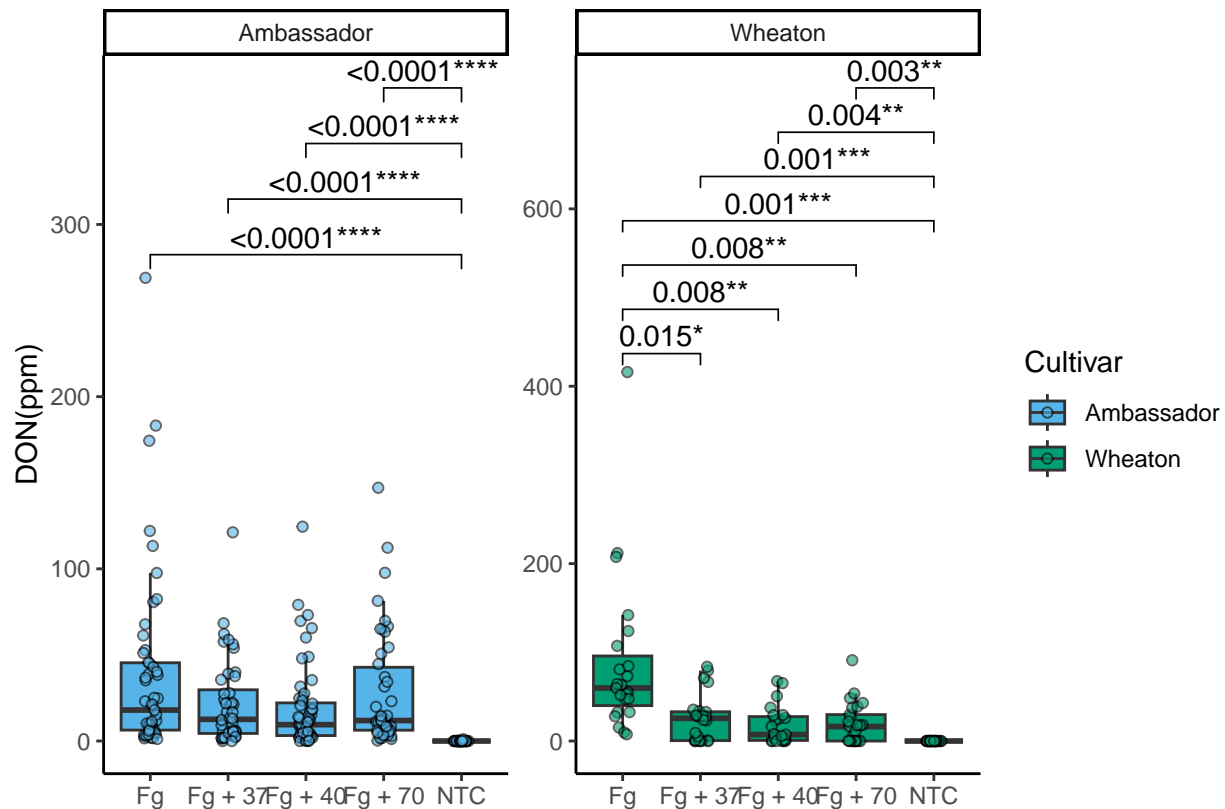 Ambassador
Wheaton
<0.0001****
<0.0001****
<0.0001****
<0.0001****
0.003**
0.004**
0.001***
0.001***
0.008**
0.008**
0.015*
DON(ppm)
300
200
100
0
600
400
200
0
Fg
Fg + 37
Fg + 40
Fg + 70
NTC
Fg
Fg + 37
Fg + 40
Fg + 70
NTC
Cultivar
Ambassador
Wheaton